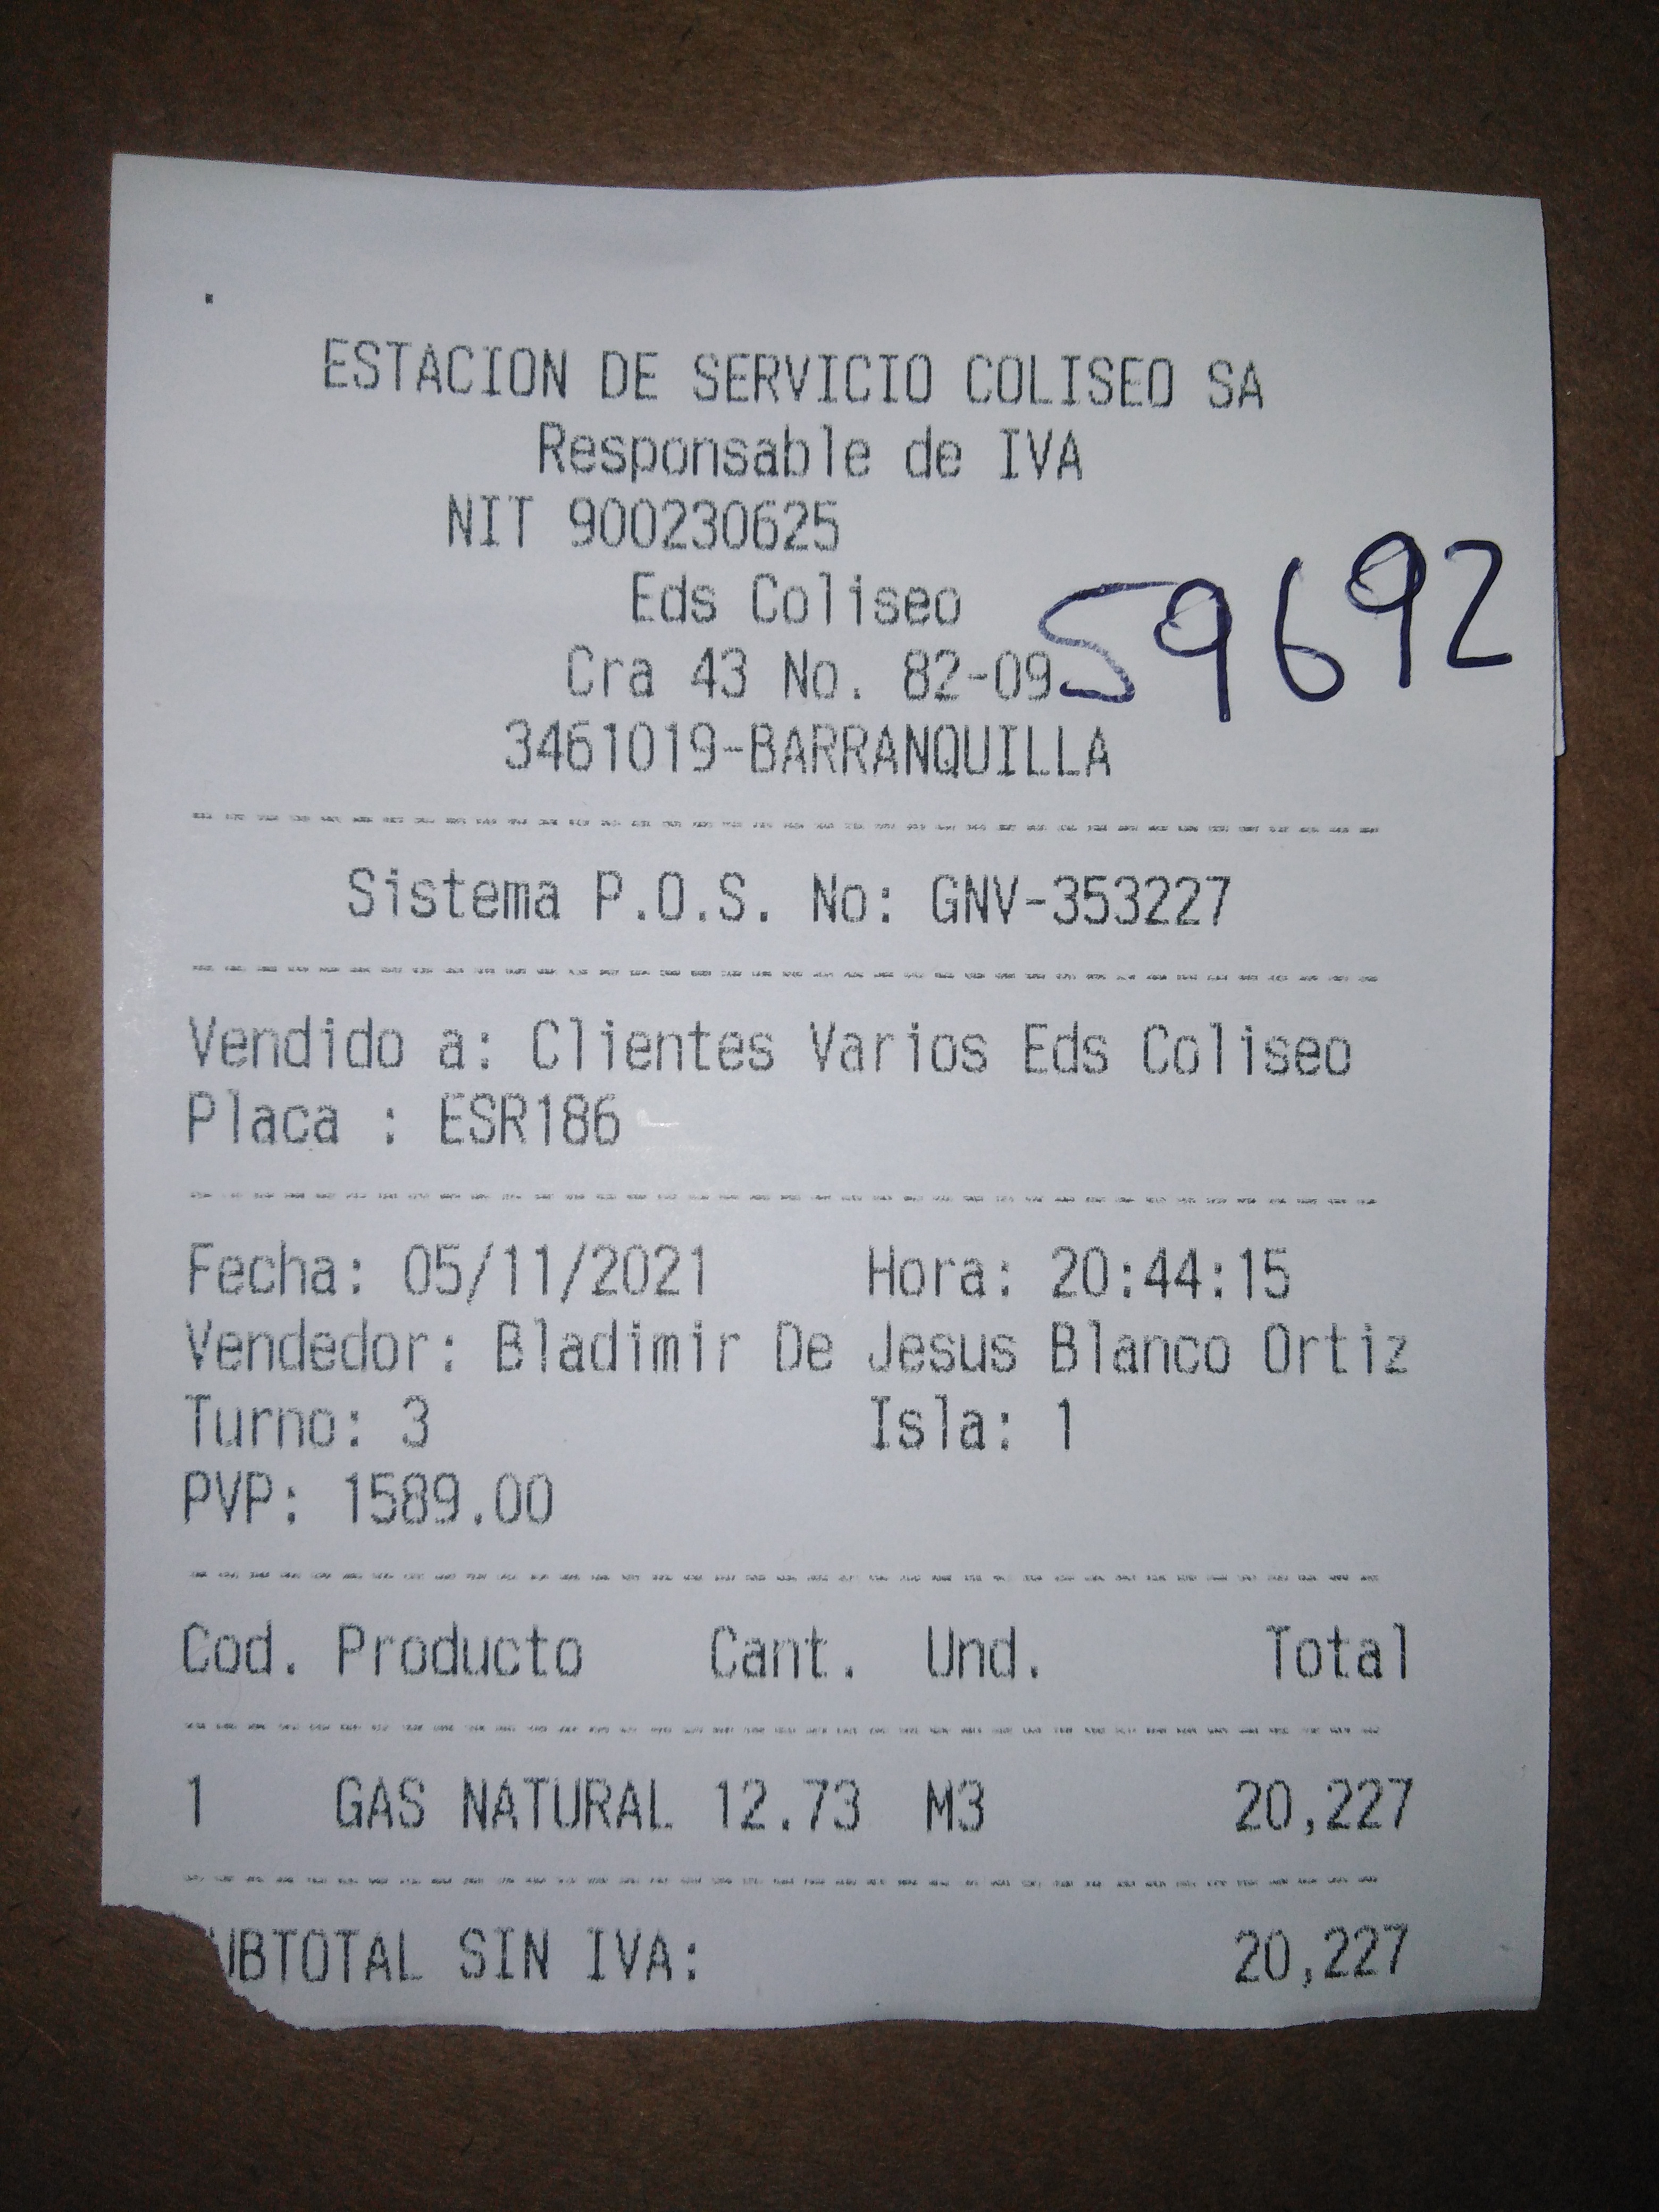 ESTACION DE SERVICIO COLISEO SA
Responsable de IVA
NIT 900230625
Eds Coliseo
59692
Cra 43 No. 82-09
3461019-BARRANQUILLA
Sistema P.O.S. No: GNV-353227
Vendido a: Clientes Varios Eds Coliseo
Placa : ESR186
Fecha: 05/11/2021 Hora: 20:44:15
Vendedor: Bladimir De Jesus Blanco Ortiz
Turno: 3 Isla: 1
PVP: 1589.00
Cod. Producto Cant. Und. Total
1 GAS NATURAL 12.73 M3 20,227
UBTOTAL SIN IVA: 20,227